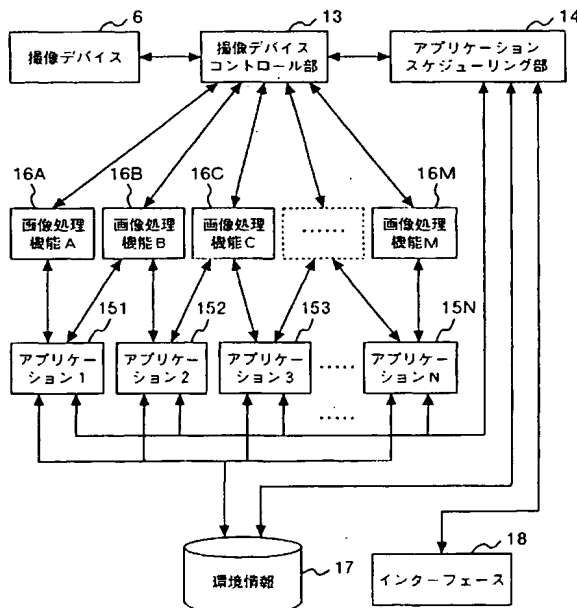 6
13
14
撮像デバイス
撮像デバイス
コントロール部
アプリケーション
スケジューリング部
16A
16B
16C
16M
画像処理
機能A
画像処理
機能B
画像処理
機能C
……
画像処理
機能M
151
152
153
15N
アプリケー
ション1
アプリケー
ション2
アプリケー
ション3
……
アプリケー
ションN
……
環境情報
17
18
インターフェース